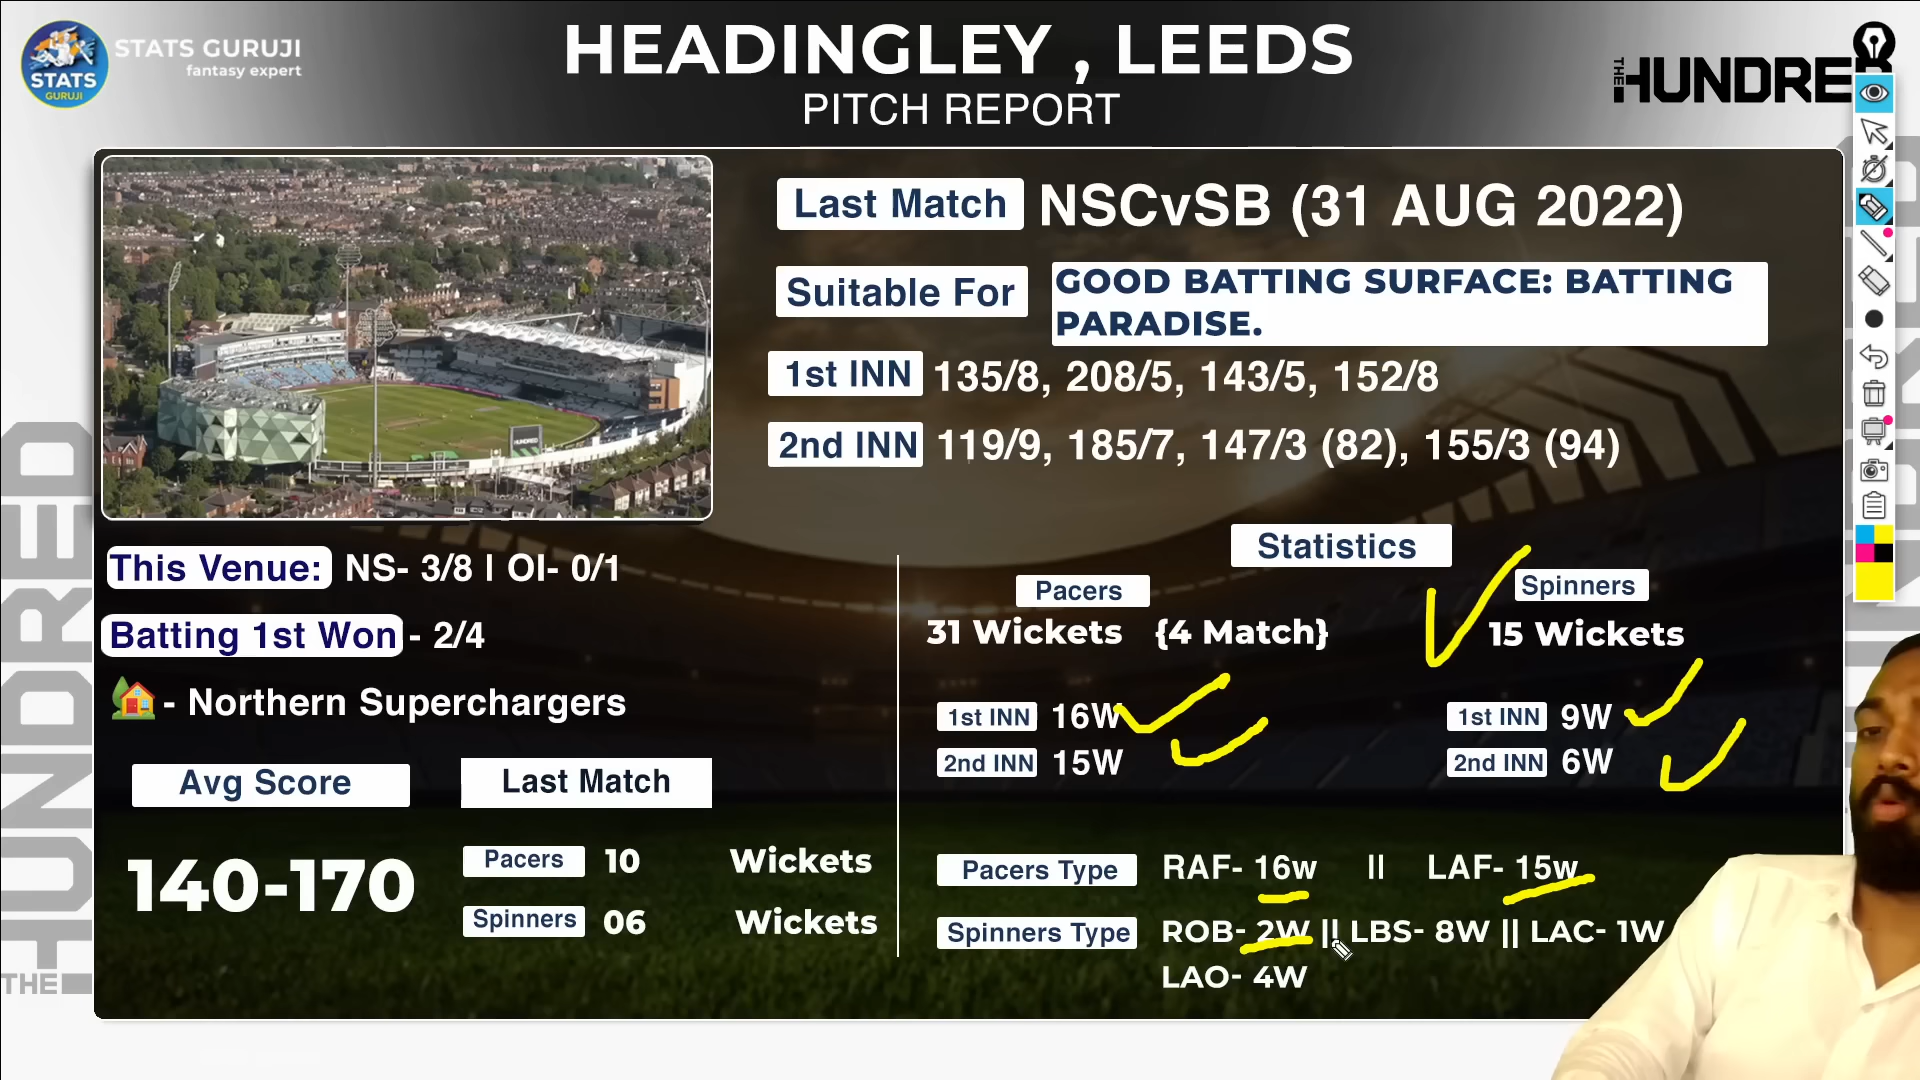 STATS GURUJI
fantasy expert
STATS
GURUJI
HEADINGLEY , LEEDS
PITCH REPORT
THE HUNDRED
Last Match NSCvSB (31 AUG 2022)
Suitable For GOOD BATTING SURFACE: BATTING
PARADISE.
1st INN 135/8, 208/5, 143/5, 152/8
2nd INN 119/9, 185/7, 147/3 (82), 155/3 (94)
HUNDRED
This Venue: NS- 3/8 | OI- 0/1
Batting 1st Won - 2/4
- Northern Superchargers
Avg Score
140-170
Last Match
Pacers 10 Wickets
Spinners 06 Wickets
Statistics
Pacers
31 Wickets {4 Match}
1st INN 16W
2nd INN 15W
Spinners
15 Wickets
1st INN 9W
2nd INN 6W
Pacers Type RAF- 16w || LAF- 15w
Spinners Type ROB- 2W || LBS- 8W || LAC- 1W
LAO- 4W
THE HUNDRED